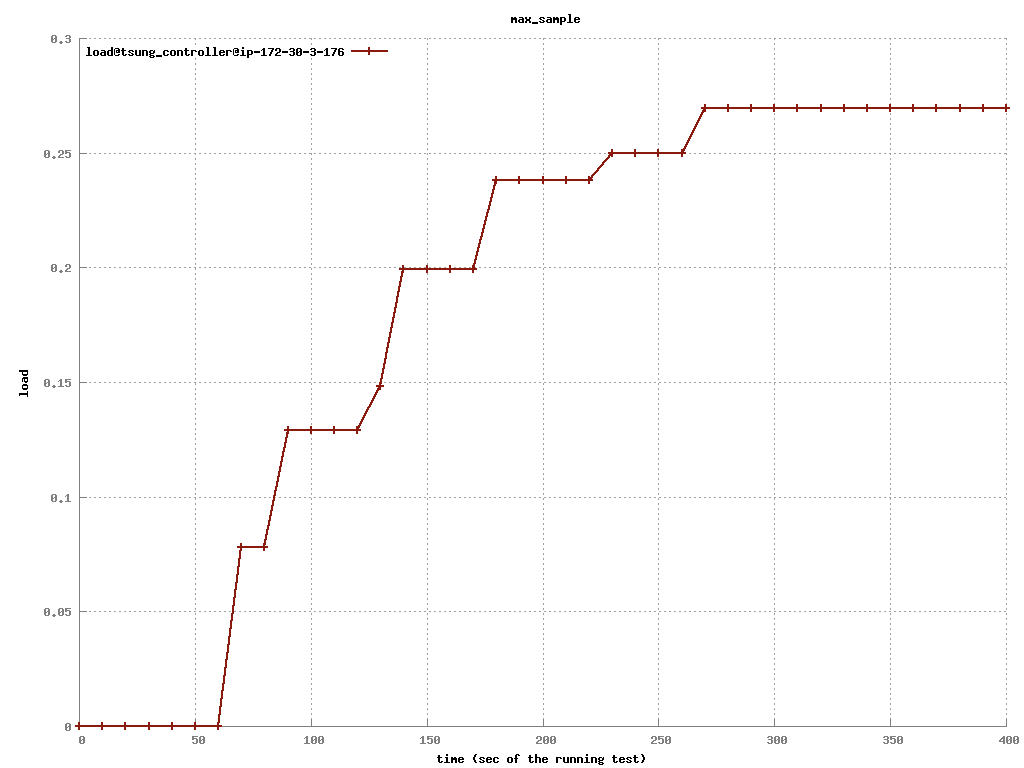 max_sample
load@tsung_controller@ip-172-30-3-176
0.3
0.25
0.2
0.15
0.1
0.05
0
load
0 50 100 150 200 250 300 350 400
time (sec of the running test)